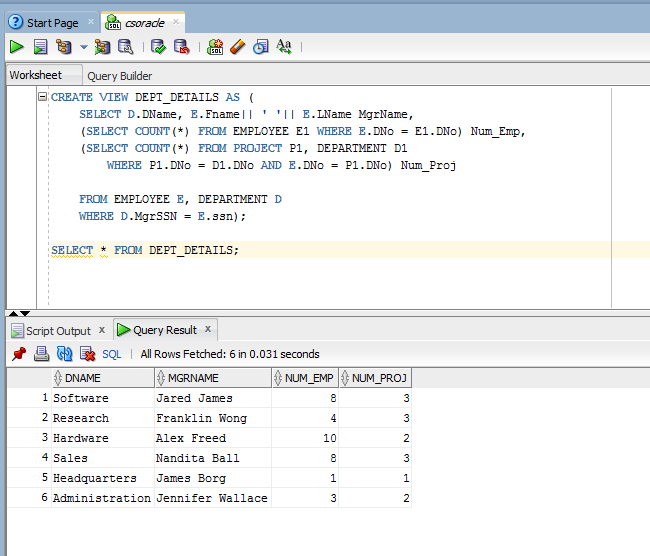 Start Page × csoracle ×
SQL
Worksheet Query Builder
CREATE VIEW DEPT_DETAILS AS (
SELECT D.DName, E.Fname|| ' '|| E.LName MgrName,
(SELECT COUNT(*) FROM EMPLOYEE E1 WHERE E.DNo = E1.DNo) Num_Emp,
(SELECT COUNT(*) FROM PROJECT P1, DEPARTMENT D1
WHERE P1.DNo = D1.DNo AND E.DNo = P1.DNo) Num_Proj
FROM EMPLOYEE E, DEPARTMENT D
WHERE D.MgrSSN = E.ssn);
SELECT * FROM DEPT_DETAILS;
Script Output x Query Result x
SQL | All Rows Fetched: 6 in 0.031 seconds
DNAME MGRNAME NUM_EMP NUM_PROJ
1 Software Jared James 8 3
2 Research Franklin Wong 4 3
3 Hardware Alex Freed 10 2
4 Sales Nandita Ball 8 3
5 Headquarters James Borg 1 1
6 Administration Jennifer Wallace 3 2